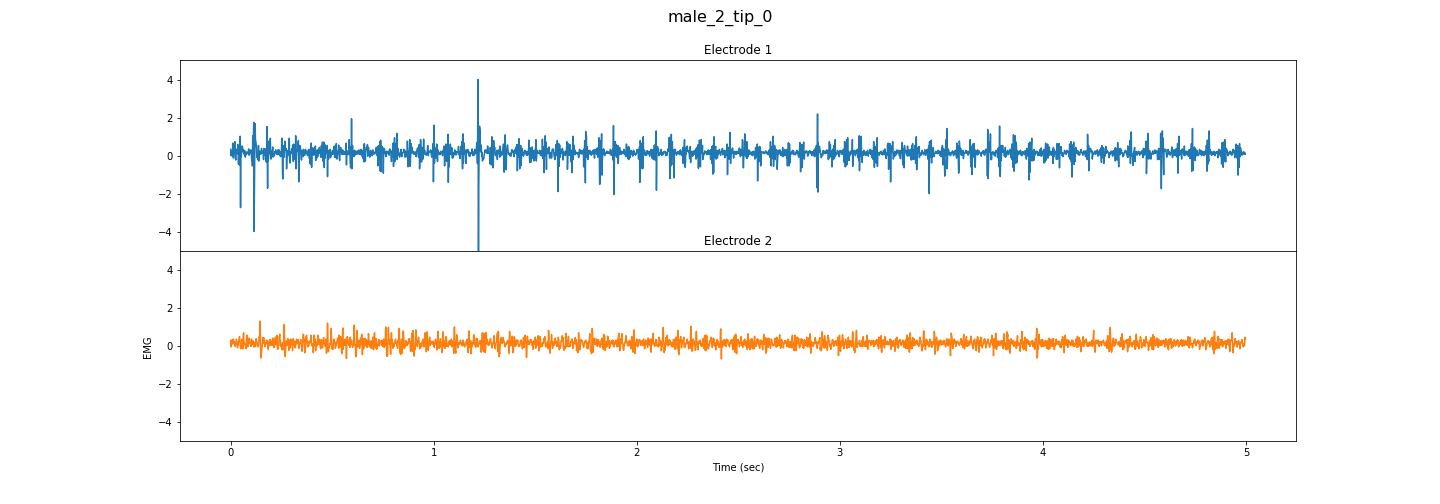 male_2_tip_0
Electrode 1
4
2
0
−2
−4
Electrode 2
4
2
0
−2
−4
EMG
0 1 2 3 4 5
Time (sec)